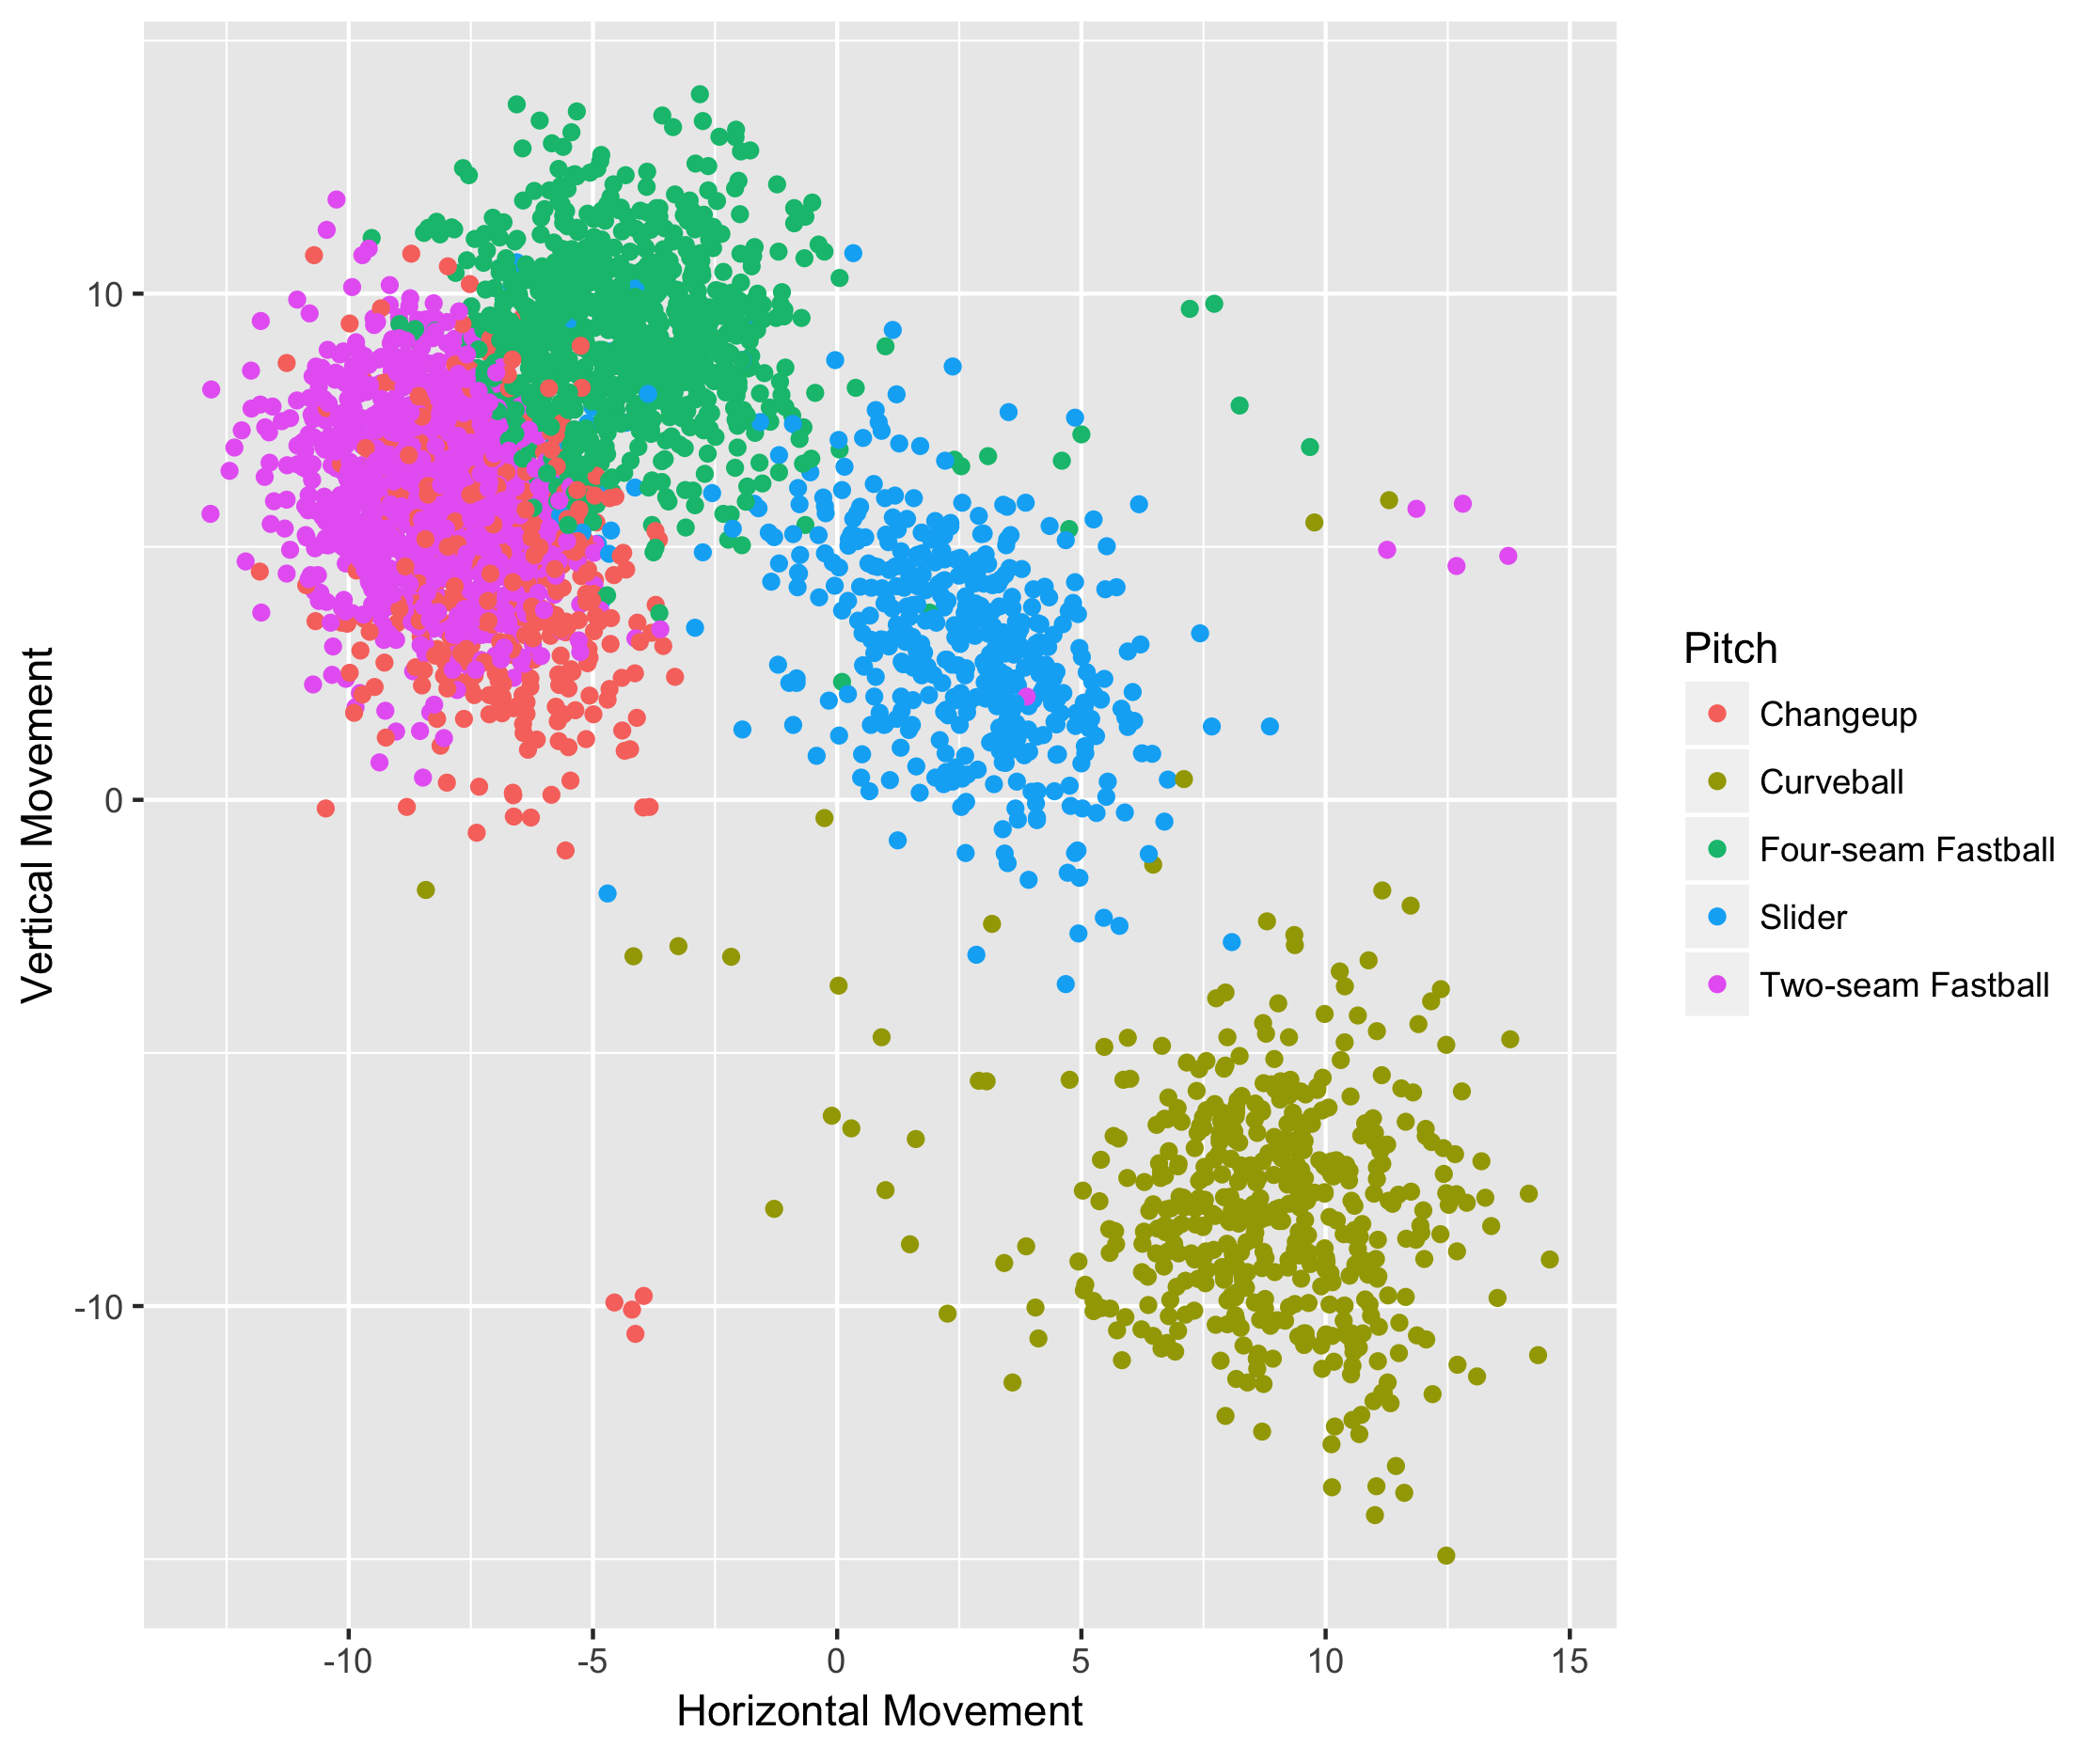 10
0
-10
Vertical Movement
-10
-5
0
5
10
15
Horizontal Movement
Pitch
Changeup
Curveball
Four-seam Fastball
Slider
Two-seam Fastball